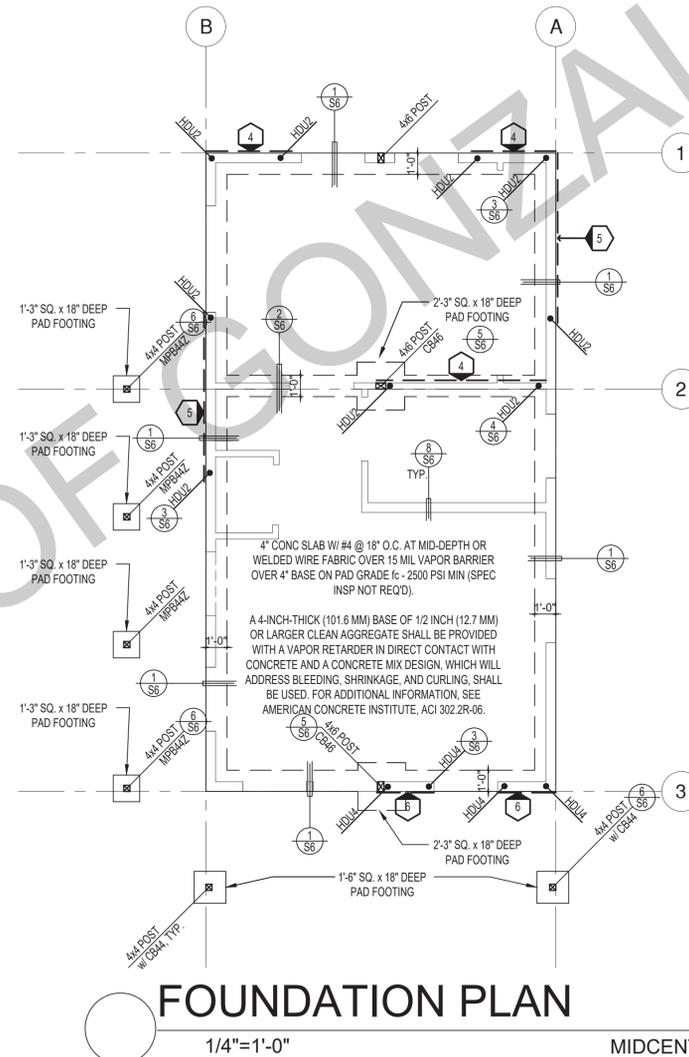 B
A
1
S6
4x6 POST
HDU2
4
HDU2
4
1
1'-0"
HDU2
HDU2
3
S6
5
HDU2
1'-3" SQ. x 18" DEEP
PAD FOOTING
6
S6
4x4 POST
MPB44Z
2
S6
2'-3" SQ. x 18" DEEP
PAD FOOTING
1
S6
4x6 POST
CB46
5
S6
HDU2
4
1'-0"
2
5
HDU2
HDU2
1'-3" SQ. x 18" DEEP
PAD FOOTING
1
S6
4
S6
4x4 POST
MPB44Z
HDU2
8
S6
TYP.
3
S6
1'-3" SQ. x 18" DEEP
PAD FOOTING
4x4 POST
MPB44Z
4" CONC SLAB W/ #4 @ 18" O.C. AT MID-DEPTH OR
WELDED WIRE FABRIC OVER 15 MIL VAPOR BARRIER
OVER 4" BASE ON PAD GRADE fc - 2500 PSI MIN (SPEC
INSP NOT REQ'D).
1
S6
1'-0"
1'-0"
A 4-INCH-THICK (101.6 MM) BASE OF 1/2 INCH (12.7 MM)
OR LARGER CLEAN AGGREGATE SHALL BE PROVIDED
WITH A VAPOR RETARDER IN DIRECT CONTACT WITH
CONCRETE AND A CONCRETE MIX DESIGN, WHICH WILL
ADDRESS BLEEDING, SHRINKAGE, AND CURLING, SHALL
BE USED. FOR ADDITIONAL INFORMATION, SEE
AMERICAN CONCRETE INSTITUTE, ACI 302.2R-06.
1
S6
1'-3" SQ. x 18" DEEP
PAD FOOTING
6
S6
4x4 POST
MPB44Z
5
S6
4x6 POST
CB46
3
S6
HDU4
1'-0"
3
HDU4
6
HDU4
6
HDU4
6
S6
1
S6
4x4 POST
w/ CB44
2'-3" SQ. x 18" DEEP
PAD FOOTING
1'-6" SQ. x 18" DEEP
PAD FOOTING
4x4 POST
w/ CB44, TYP.
FOUNDATION PLAN
1/4"=1'-0"
MIDCENT
OF GONZAL